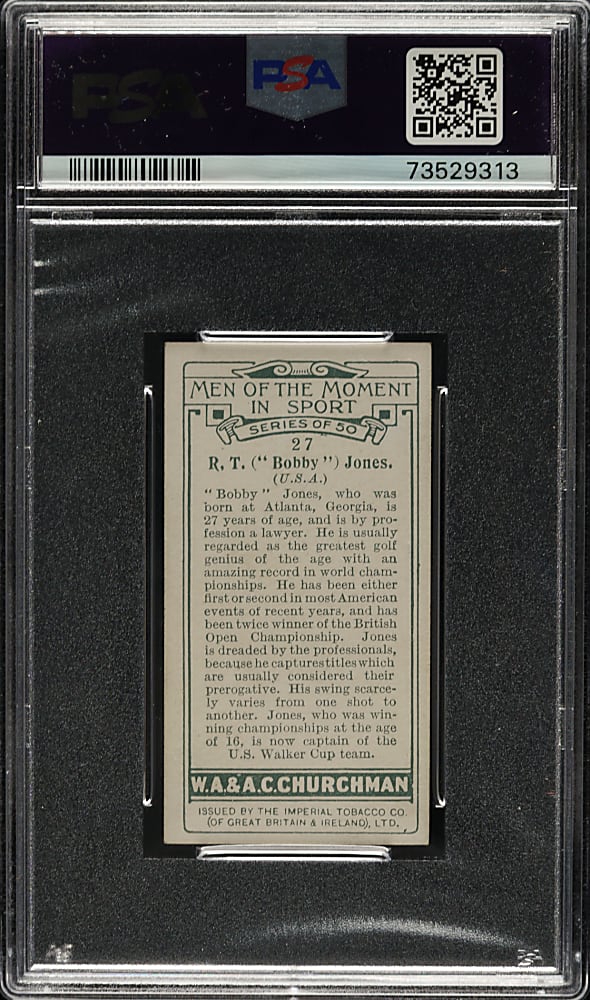 PSA
PSA
73529313
MEN OF THE MOMENT
IN SPORT
SERIES OF 50
27
R. T. (“Bobby”) Jones.
(U.S.A.)
“Bobby” Jones, who was
born at Atlanta, Georgia, is
27 years of age, and is by pro-
fession a lawyer. He is usually
regarded as the greatest golf
genius of the age with an
amazing record in world cham-
pionships. He has been either
first or second in most American
events of recent years, and has
been twice winner of the British
Open Championship. Jones
is dreaded by the professionals,
because he captures titles which
are usually considered their
prerogative. His swing scarce-
ly varies from one shot to
another. Jones, who was win-
ning championships at the age
of 16, is now captain of the
U.S. Walker Cup team.
W.A.&A.C.CHURCHMAN
ISSUED BY THE IMPERIAL TOBACCO CO.
(OF GREAT BRITAIN & IRELAND), LTD.